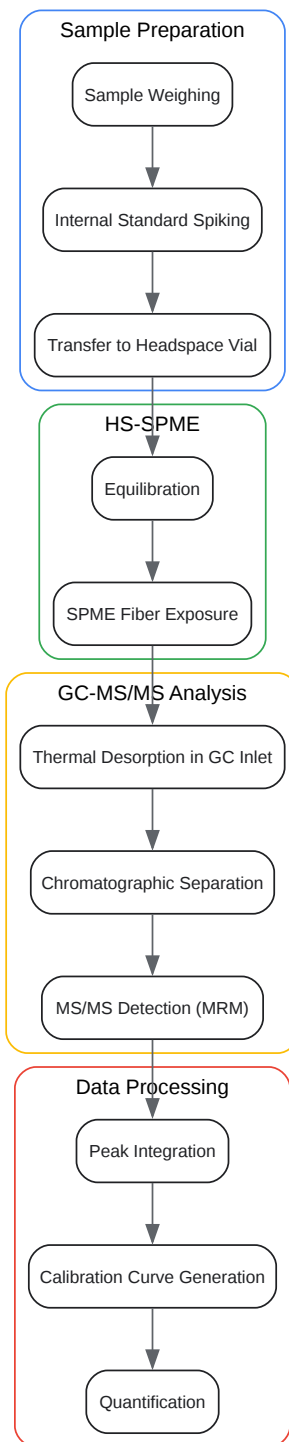 Sample Preparation
Sample Weighing
Internal Standard Spiking
Transfer to Headspace Vial
HS-SPME
Equilibration
SPME Fiber Exposure
GC-MS/MS Analysis
Thermal Desorption in GC Inlet
Chromatographic Separation
MS/MS Detection (MRM)
Data Processing
Peak Integration
Calibration Curve Generation
Quantification